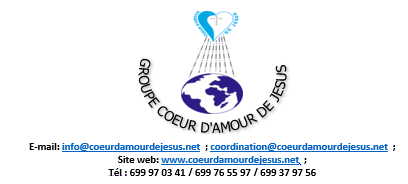 GROUPE COEUR D'AMOUR DE JESUS
E-mail: info@coeurdamourdejesus.net ; coordination@coeurdamourdejesus.net ;
Site web: www.coeurdamourdejesus.net, ;
Tél : 699 97 03 41 / 699 76 55 97 / 699 37 97 56